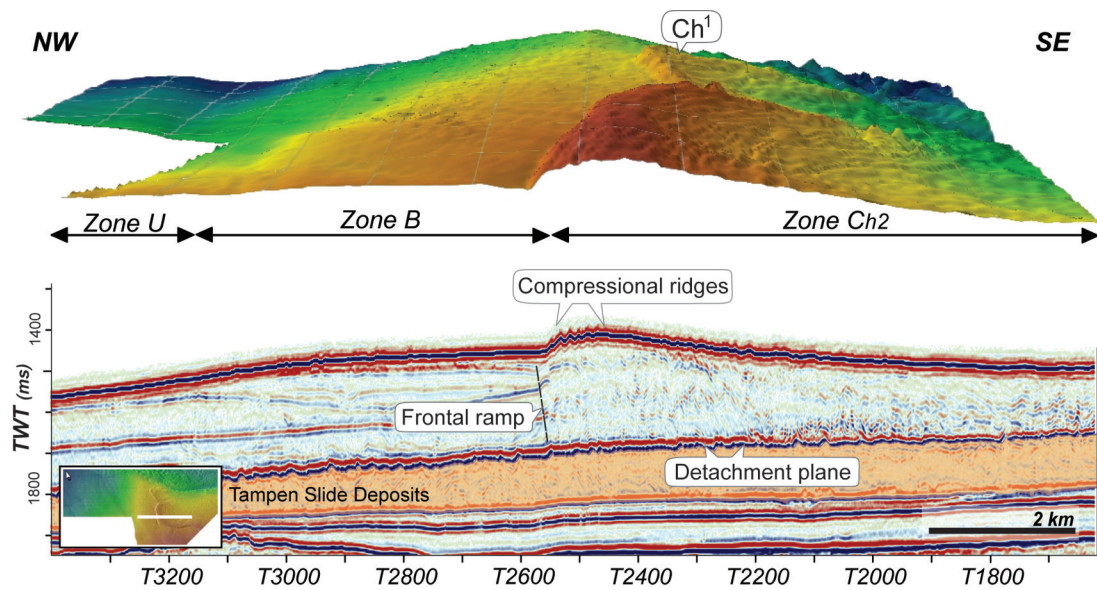 NW
Ch¹
SE
Zone U
Zone B
Zone Ch2
Compressional ridges
1400
TWT (ms)
Frontal ramp
Detachment plane
1800
Tampen Slide Deposits
2 km
T3200
T3000
T2800
T2600
T2400
T2200
T2000
T1800